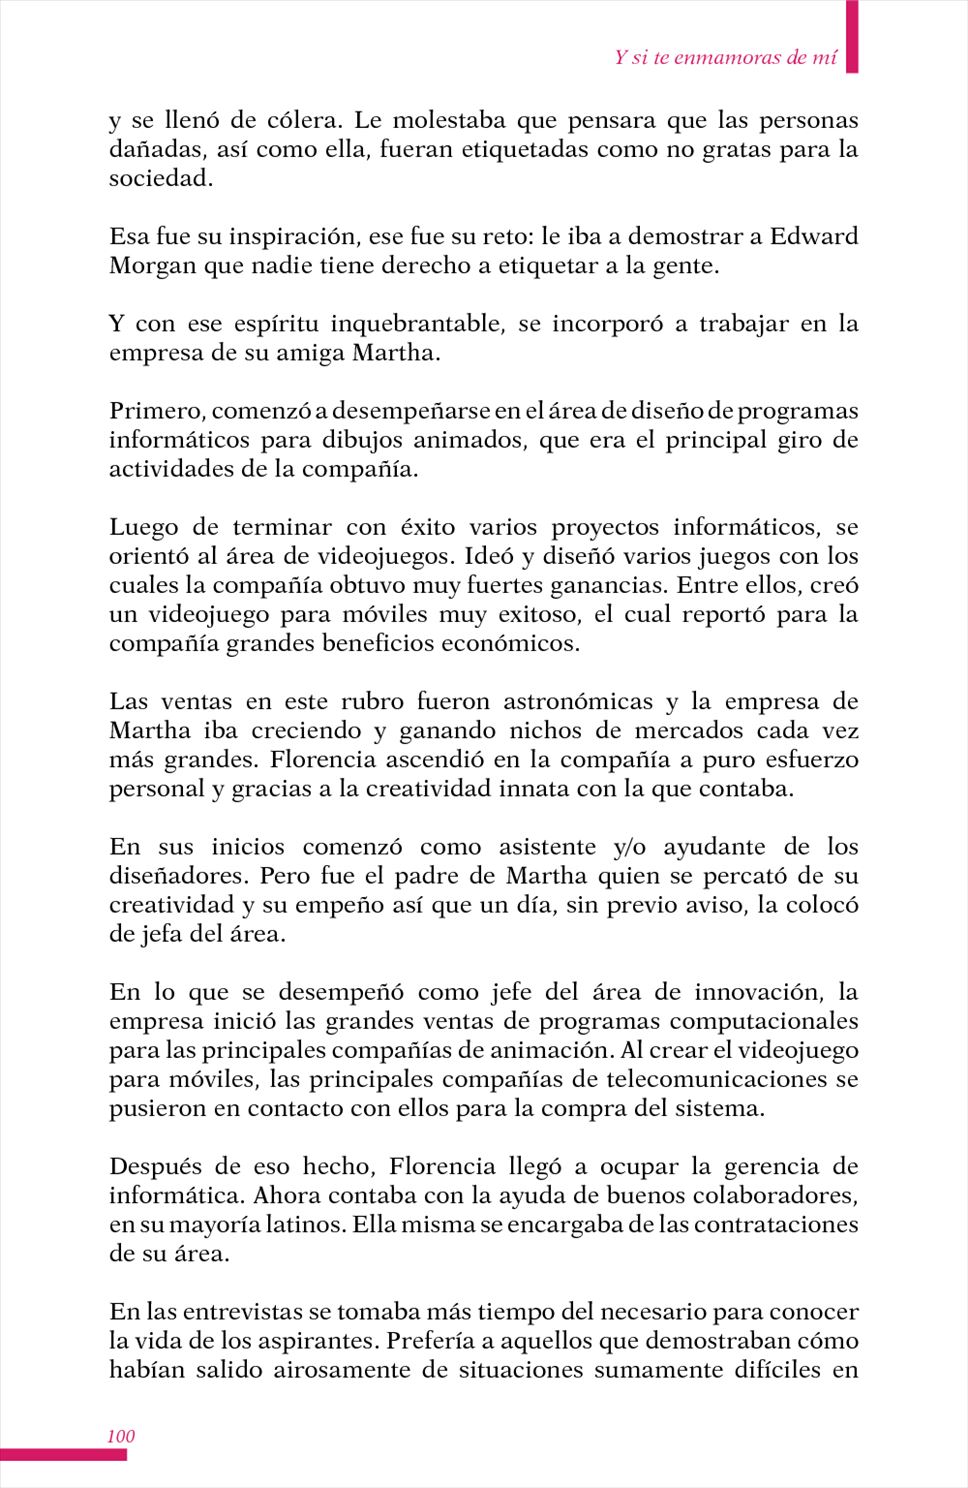 Y si te enmamoras de mí
y se llenó de cólera. Le molestaba que pensara que las personas
dañadas, así como ella, fueran etiquetadas como no gratas para la
sociedad.
Esa fue su inspiración, ese fue su reto: le iba a demostrar a Edward
Morgan que nadie tiene derecho a etiquetar a la gente.
Y con ese espíritu inquebrantable, se incorporó a trabajar en la
empresa de su amiga Martha.
Primero, comenzó a desempeñarse en el área de diseño de programas
informáticos para dibujos animados, que era el principal giro de
actividades de la compañía.
Luego de terminar con éxito varios proyectos informáticos, se
orientó al área de videojuegos. Ideó y diseñó varios juegos con los
cuales la compañía obtuvo muy fuertes ganancias. Entre ellos, creó
un videojuego para móviles muy exitoso, el cual reportó para la
compañía grandes beneficios económicos.
Las ventas en este rubro fueron astronómicas y la empresa de
Martha iba creciendo y ganando nichos de mercados cada vez
más grandes. Florencia ascendió en la compañía a puro esfuerzo
personal y gracias a la creatividad innata con la que contaba.
En sus inicios comenzó como asistente y/o ayudante de los
diseñadores. Pero fue el padre de Martha quien se percató de su
creatividad y su empeño así que un día, sin previo aviso, la colocó
de jefa del área.
En lo que se desempeñó como jefe del área de innovación, la
empresa inició las grandes ventas de programas computacionales
para las principales compañías de animación. Al crear el videojuego
para móviles, las principales compañías de telecomunicaciones se
pusieron en contacto con ellos para la compra del sistema.
Después de eso hecho, Florencia llegó a ocupar la gerencia de
informática. Ahora contaba con la ayuda de buenos colaboradores,
en su mayoría latinos. Ella misma se encargaba de las contrataciones
de su área.
En las entrevistas se tomaba más tiempo del necesario para conocer
la vida de los aspirantes. Prefería a aquellos que demostraban cómo
habían salido airosamente de situaciones sumamente difíciles en
100